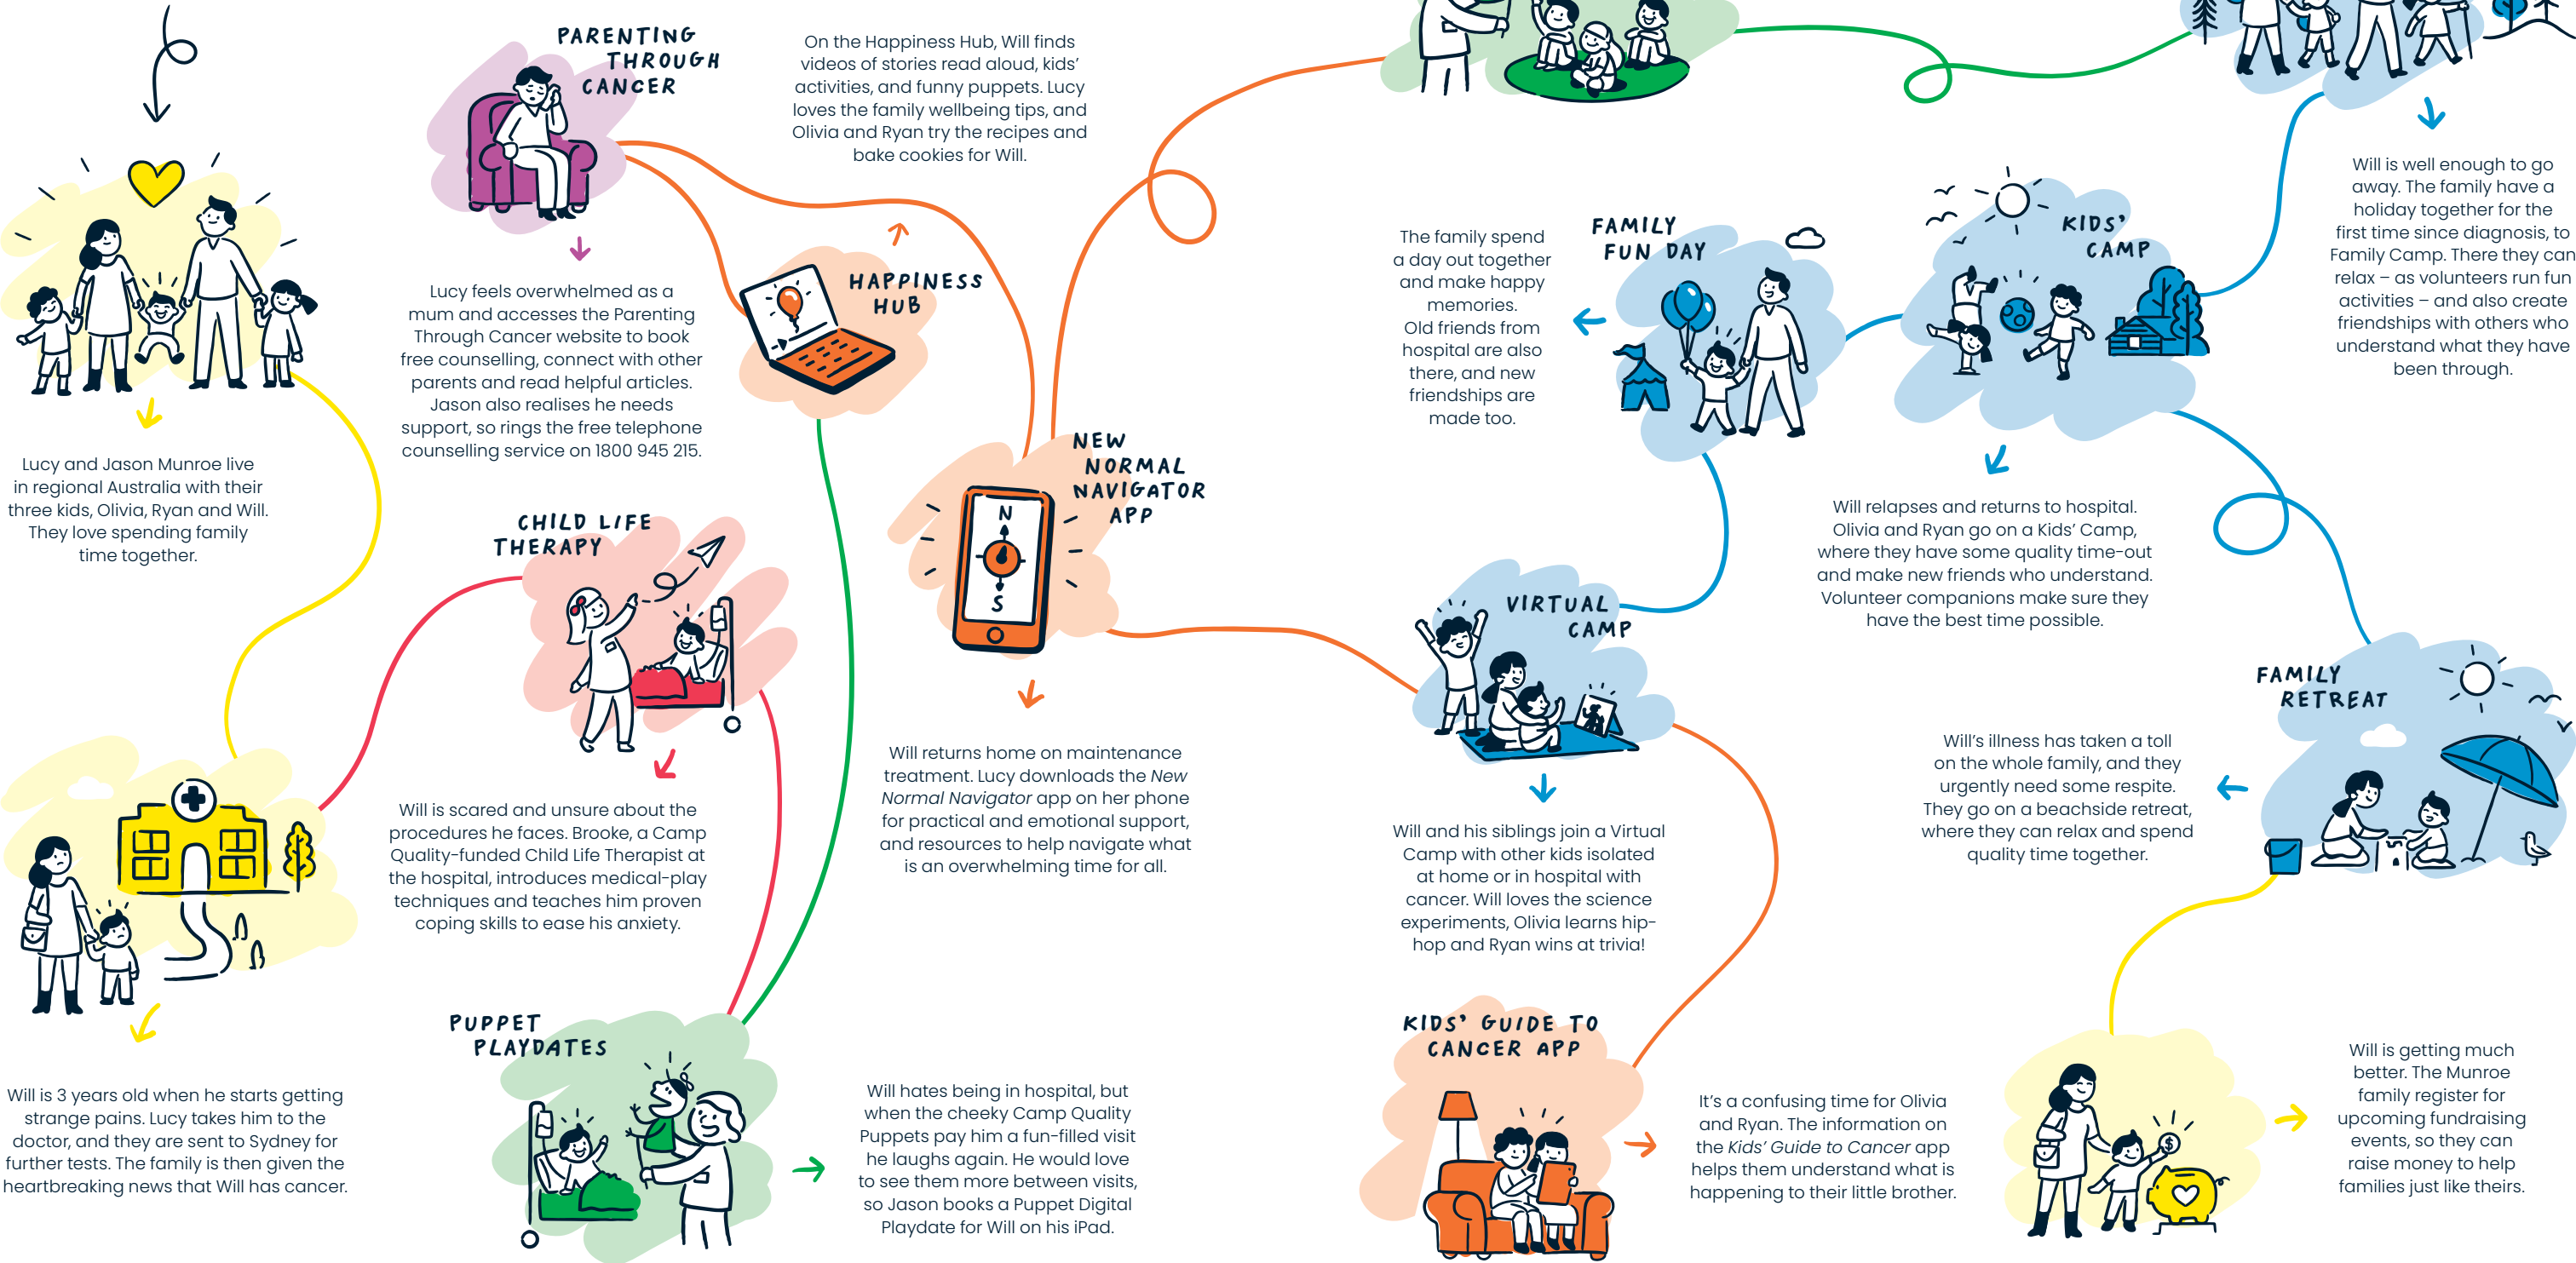 Lucy and Jason Munroe live
in regional Australia with their
three kids, Olivia, Ryan and Will.
They love spending family
time together.
Will is 3 years old when he starts getting
strange pains. Lucy takes him to the
doctor, and they are sent to Sydney for
further tests. The family is then given the
heartbreaking news that Will has cancer.
CHILD LIFE
THERAPY
Will is scared and unsure about the
procedures he faces. Brooke, a Camp
Quality-funded Child Life Therapist at
the hospital, introduces medical-play
techniques and teaches him proven
coping skills to ease his anxiety.
PUPPET
PLAYDATES
Will hates being in hospital, but
when the cheeky Camp Quality
Puppets pay him a fun-filled visit
he laughs again. He would love
to see them more between visits,
so Jason books a Puppet Digital
Playdate for Will on his iPad.
HAPPINESS
HUB
On the Happiness Hub, Will finds
videos of stories read aloud, kids'
activities, and funny puppets. Lucy
loves the family wellbeing tips, and
Olivia and Ryan try the recipes and
bake cookies for Will.
PARENTING
THROUGH
CANCER
Lucy feels overwhelmed as a
mum and accesses the Parenting
Through Cancer website to book
free counselling, connect with other
parents and read helpful articles.
Jason also realises he needs
support, so rings the free telephone
counselling service on 1800 945 215.
NEW
NORMAL
NAVIGATOR
APP
N
S
Will returns home on maintenance
treatment. Lucy downloads the New
Normal Navigator app on her phone
for practical and emotional support,
and resources to help navigate what
is an overwhelming time for all.
Will is well enough to go
away. The family have a
holiday together for the
first time since diagnosis, to
Family Camp. There they can
relax – as volunteers run fun
activities – and also create
friendships with others who
understand what they have
been through.
KIDS'
CAMP
Will relapses and returns to hospital.
Olivia and Ryan go on a Kids' Camp,
where they have some quality time-out
and make new friends who understand.
Volunteer companions make sure they
have the best time possible.
FAMILY
FUN DAY
The family spend
a day out together
and make happy
memories.
Old friends from
hospital are also
there, and new
friendships are
made too.
VIRTUAL
CAMP
Will and his siblings join a Virtual
Camp with other kids isolated
at home or in hospital with
cancer. Will loves the science
experiments, Olivia learns hip-
hop and Ryan wins at trivia!
KIDS' GUIDE TO
CANCER APP
It's a confusing time for Olivia
and Ryan. The information on
the Kids' Guide to Cancer app
helps them understand what is
happening to their little brother.
FAMILY
RETREAT
Will's illness has taken a toll
on the whole family, and they
urgently need some respite.
They go on a beachside retreat,
where they can relax and spend
quality time together.
$
Will is getting much
better. The Munroe
family register for
upcoming fundraising
events, so they can
raise money to help
families just like theirs.